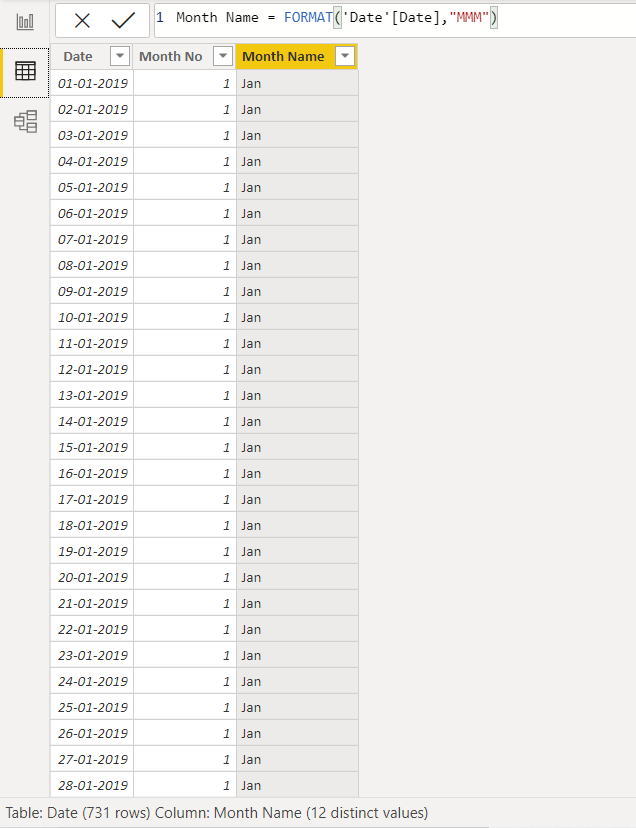 1 Month Name = FORMAT('Date'[Date],"MMM")
Date Month No Month Name
01-01-2019 1 Jan
02-01-2019 1 Jan
03-01-2019 1 Jan
04-01-2019 1 Jan
05-01-2019 1 Jan
06-01-2019 1 Jan
07-01-2019 1 Jan
08-01-2019 1 Jan
09-01-2019 1 Jan
10-01-2019 1 Jan
11-01-2019 1 Jan
12-01-2019 1 Jan
13-01-2019 1 Jan
14-01-2019 1 Jan
15-01-2019 1 Jan
16-01-2019 1 Jan
17-01-2019 1 Jan
18-01-2019 1 Jan
19-01-2019 1 Jan
20-01-2019 1 Jan
21-01-2019 1 Jan
22-01-2019 1 Jan
23-01-2019 1 Jan
24-01-2019 1 Jan
25-01-2019 1 Jan
26-01-2019 1 Jan
27-01-2019 1 Jan
28-01-2019 1 Jan
Table: Date (731 rows) Column: Month Name (12 distinct values)